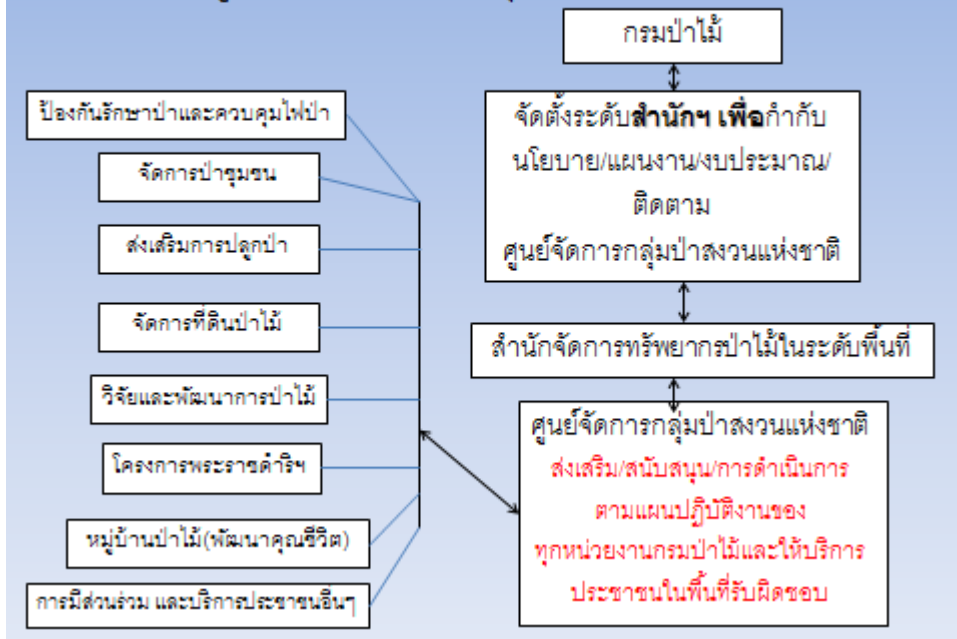 กรมป่าไม้
จัดตั้งระดับสำนักฯ เพื่อกำกับ
นโยบาย/แผนงาน/งบประมาณ/
ติดตาม
ศูนย์จัดการกลุ่มป่าสงวนแห่งชาติ
สำนักจัดการทรัพยากรป่าไม้ในระดับพื้นที่
ศูนย์จัดการกลุ่มป่าสงวนแห่งชาติ
ส่งเสริม/สนับสนุน/การดำเนินการ
ตามแผนปฏิบัติงานของ
ทุกหน่วยงานกรมป่าไม้และให้บริการ
ประชาชนในพื้นที่รับผิดชอบ
ป้องกันรักษาป่าและควบคุมไฟป่า
จัดการป่าชุมชน
ส่งเสริมการปลูกป่า
จัดการที่ดินป่าไม้
วิจัยและพัฒนาการป่าไม้
โครงการพระราชดำริฯ
หมู่บ้านป่าไม้(พัฒนาคุณชีวิต)
การมีส่วนร่วม และบริการประชาชนอื่นๆ